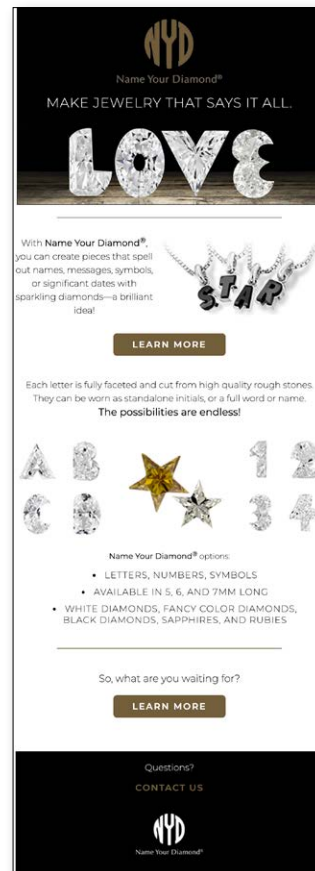 NYD
Name Your Diamond®
MAKE JEWELRY THAT SAYS IT ALL.
LOVE
With Name Your Diamond®,
you can create pieces that spell
out names, messages, symbols,
or significant dates with
sparkling diamonds—a brilliant
idea!
STAR
LEARN MORE
Each letter is fully faceted and cut from high quality rough stones.
They can be worn as standalone initials, or a full word or name.
The possibilities are endless!
A B 1 2
C D 3 4
Name Your Diamond® options:
• LETTERS, NUMBERS, SYMBOLS
• AVAILABLE IN 5, 6, AND 7MM LONG
• WHITE DIAMONDS, FANCY COLOR DIAMONDS,
BLACK DIAMONDS, SAPPHIRES, AND RUBIES
So, what are you waiting for?
LEARN MORE
Questions?
CONTACT US
NYD
Name Your Diamond®